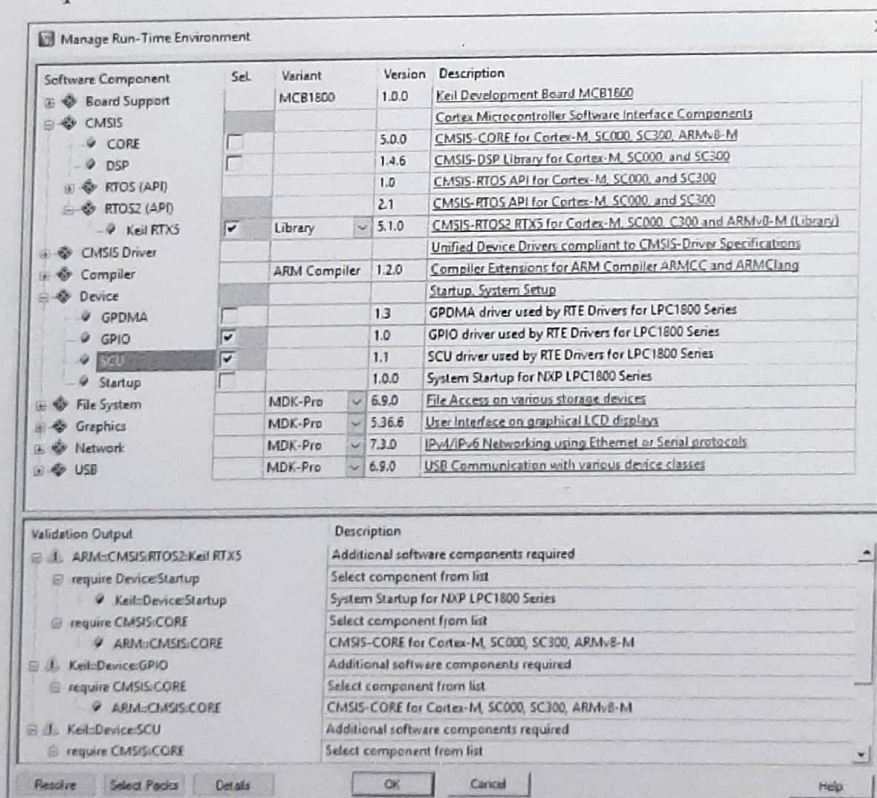 Manage Run-Time Environment
Software Component Sel. Variant Version Description
Board Support MCB1800 1.0.0 Keil Development Board MCB1800
CMSIS Cortex Microcontroller Software Interface Components
CORE 5.0.0 CMSIS-CORE for Cortex-M, SC000, SC300, ARMv8-M
DSP 1.4.6 CMSIS-DSP Library for Cortex-M, SC000, and SC300
RTOS (API) 1.0 CMSIS-RTOS API for Cortex-M, SC000, and SC300
RTOS2 (API) 2.1 CMSIS-RTOS API for Cortex-M, SC000, and SC300
Keil RTX5 Library 5.1.0 CMSIS-RTOS2 RTX5 for Cortex-M, SC000, C300 and ARMv8-M (Library)
CMSIS Driver Unified Device Drivers compliant to CMSIS-Driver Specifications
Compiler ARM Compiler 1.2.0 Compiler Extensions for ARM Compiler ARMCC and ARMClang
Device Startup, System Setup
GPDMA 1.3 GPDMA driver used by RTE Drivers for LPC1800 Series
GPIO 1.0 GPIO driver used by RTE Drivers for LPC1800 Series
SCU 1.1 SCU driver used by RTE Drivers for LPC1800 Series
Startup 1.0.0 System Startup for NXP LPC1800 Series
File System MDK-Pro 6.9.0 File Access on various storage devices
Graphics MDK-Pro 5.36.6 User Interface on graphical LCD displays
Network MDK-Pro 7.3.0 IPv4/IPv6 Networking using Ethernet or Serial protocols
USB MDK-Pro 6.9.0 USB Communication with various device classes
Validation Output Description
ARM::CMSIS:RTOS2:Keil RTX5 Additional software components required
require Device:Startup Select component from list
Keil::Device:Startup System Startup for NXP LPC1800 Series
require CMSIS:CORE Select component from list
ARM::CMSIS:CORE CMSIS-CORE for Cortex-M, SC000, SC300, ARMv8-M
Keil::Device:GPIO Additional software components required
require CMSIS:CORE Select component from list
ARM::CMSIS:CORE CMSIS-CORE for Cortex-M, SC000, SC300, ARMv8-M
Keil::Device:SCU Additional software components required
require CMSIS:CORE Select component from list
Resolve Select Packs Details OK Cancel Help